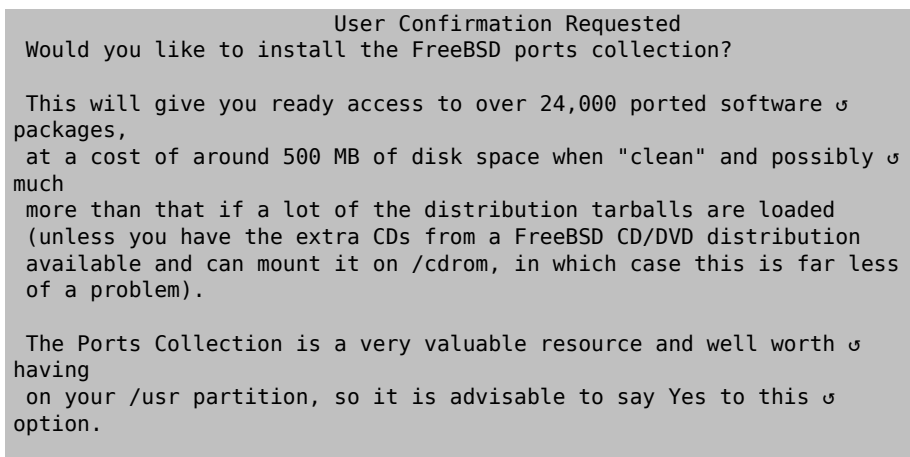 User Confirmation Requested
Would you like to install the FreeBSD ports collection?
This will give you ready access to over 24,000 ported software ↺
packages,
at a cost of around 500 MB of disk space when "clean" and possibly ↺
much
more than that if a lot of the distribution tarballs are loaded
(unless you have the extra CDs from a FreeBSD CD/DVD distribution
available and can mount it on /cdrom, in which case this is far less
of a problem).
The Ports Collection is a very valuable resource and well worth ↺
having
on your /usr partition, so it is advisable to say Yes to this ↺
option.